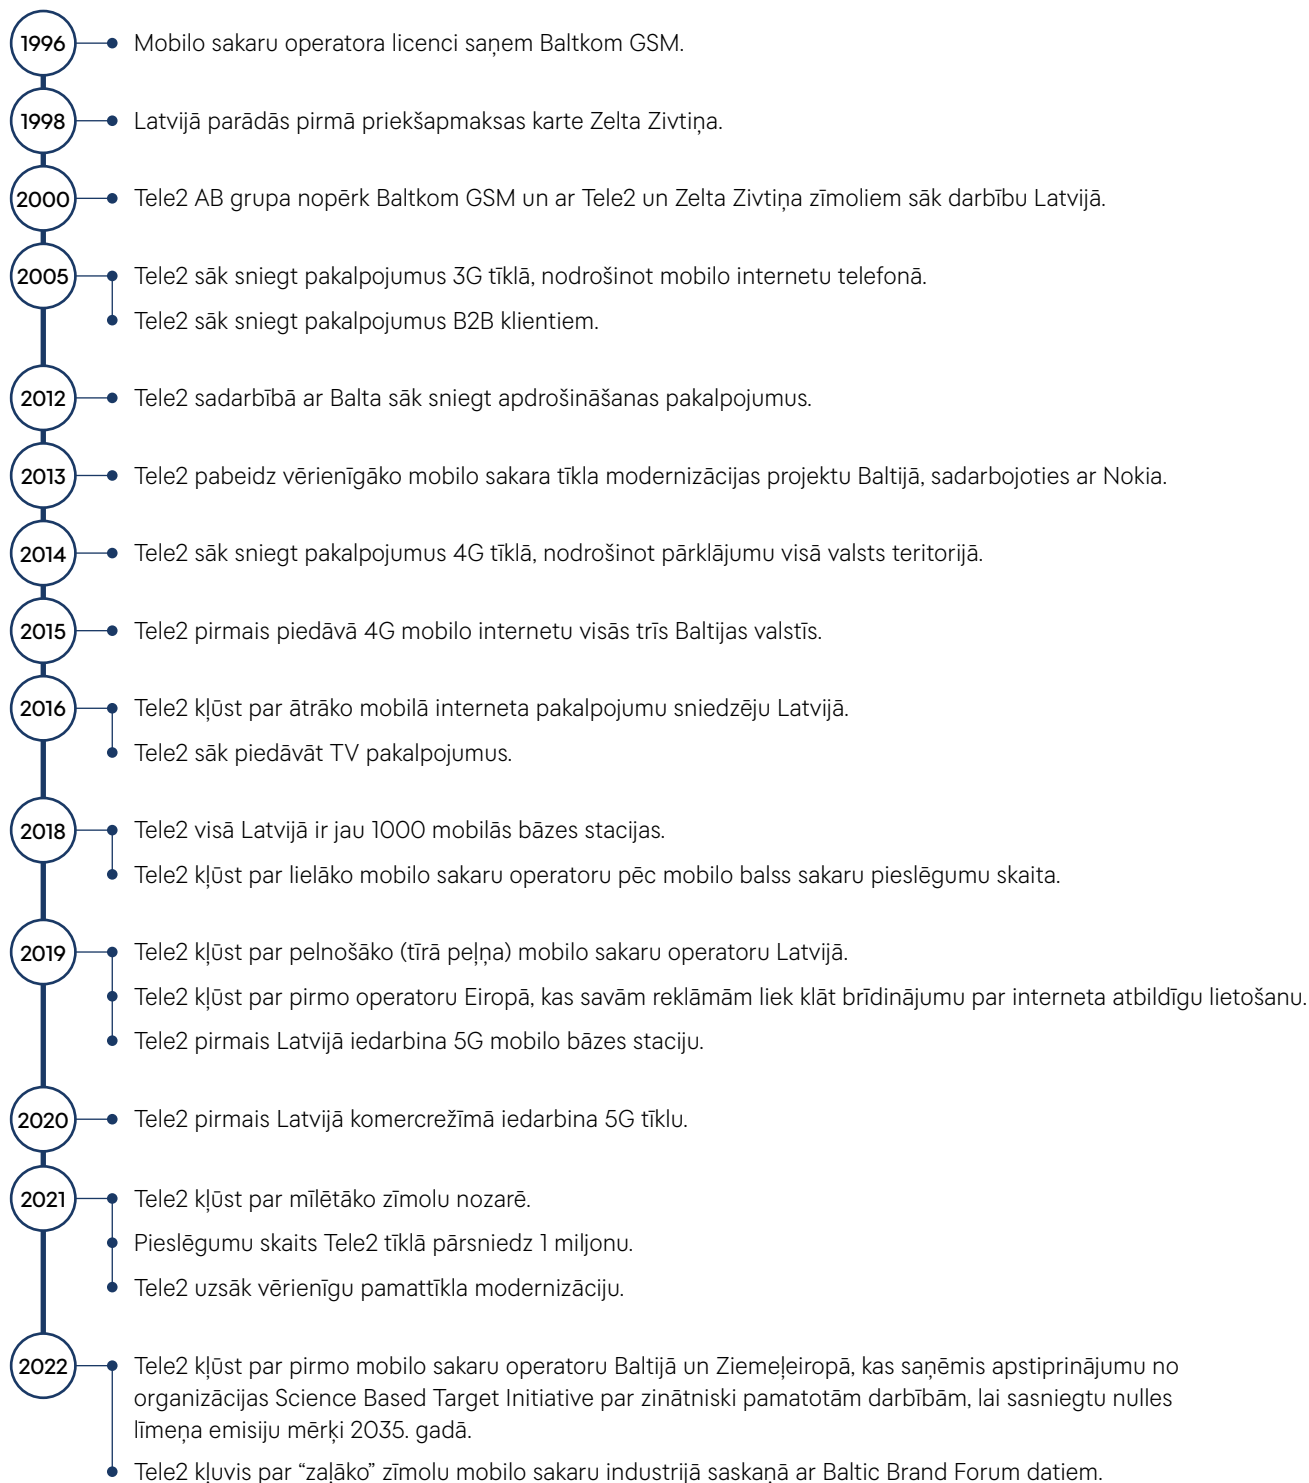 1996
Mobilo sakaru operatora licenci saņem Baltkom GSM.
1998
Latvijā parādās pirmā priekšapmaksas karte Zelta Zivtiņa.
2000
Tele2 AB grupa nopērk Baltkom GSM un ar Tele2 un Zelta Zivtiņa zīmoliem sāk darbību Latvijā.
2005
Tele2 sāk sniegt pakalpojumus 3G tīklā, nodrošinot mobilo internetu telefonā.
Tele2 sāk sniegt pakalpojumus B2B klientiem.
2012
Tele2 sadarbībā ar Balta sāk sniegt apdrošināšanas pakalpojumus.
2013
Tele2 pabeidz vērienīgāko mobilo sakara tīkla modernizācijas projektu Baltijā, sadarbojoties ar Nokia.
2014
Tele2 sāk sniegt pakalpojumus 4G tīklā, nodrošinot pārklājumu visā valsts teritorijā.
2015
Tele2 pirmais piedāvā 4G mobilo internetu visās trīs Baltijas valstīs.
2016
Tele2 kļūst par ātrāko mobilā interneta pakalpojumu sniedzēju Latvijā.
Tele2 sāk piedāvāt TV pakalpojumus.
2018
Tele2 visā Latvijā ir jau 1000 mobilās bāzes stacijas.
Tele2 kļūst par lielāko mobilo sakaru operatoru pēc mobilo balss sakaru pieslēgumu skaita.
2019
Tele2 kļūst par pelnošāko (tīrā peļņa) mobilo sakaru operatoru Latvijā.
Tele2 kļūst par pirmo operatoru Eiropā, kas savām reklāmām liek klāt brīdinājumu par interneta atbildīgu lietošanu.
Tele2 pirmais Latvijā iedarbina 5G mobilo bāzes staciju.
2020
Tele2 pirmais Latvijā komercrežīmā iedarbina 5G tīklu.
2021
Tele2 kļūst par mīlētāko zīmolu nozarē.
Pieslēgumu skaits Tele2 tīklā pārsniedz 1 miljonu.
Tele2 uzsāk vērienīgu pamattīkla modernizāciju.
2022
Tele2 kļūst par pirmo mobilo sakaru operatoru Baltijā un Ziemeļeiropā, kas saņēmis apstiprinājumu no
organizācijas Science Based Target Initiative par zinātniski pamatotām darbībām, lai sasniegtu nulles
līmeņa emisiju mērķi 2035. gadā.
Tele2 kļuvis par “zaļāko” zīmolu mobilo sakaru industrijā saskaņā ar Baltic Brand Forum datiem.